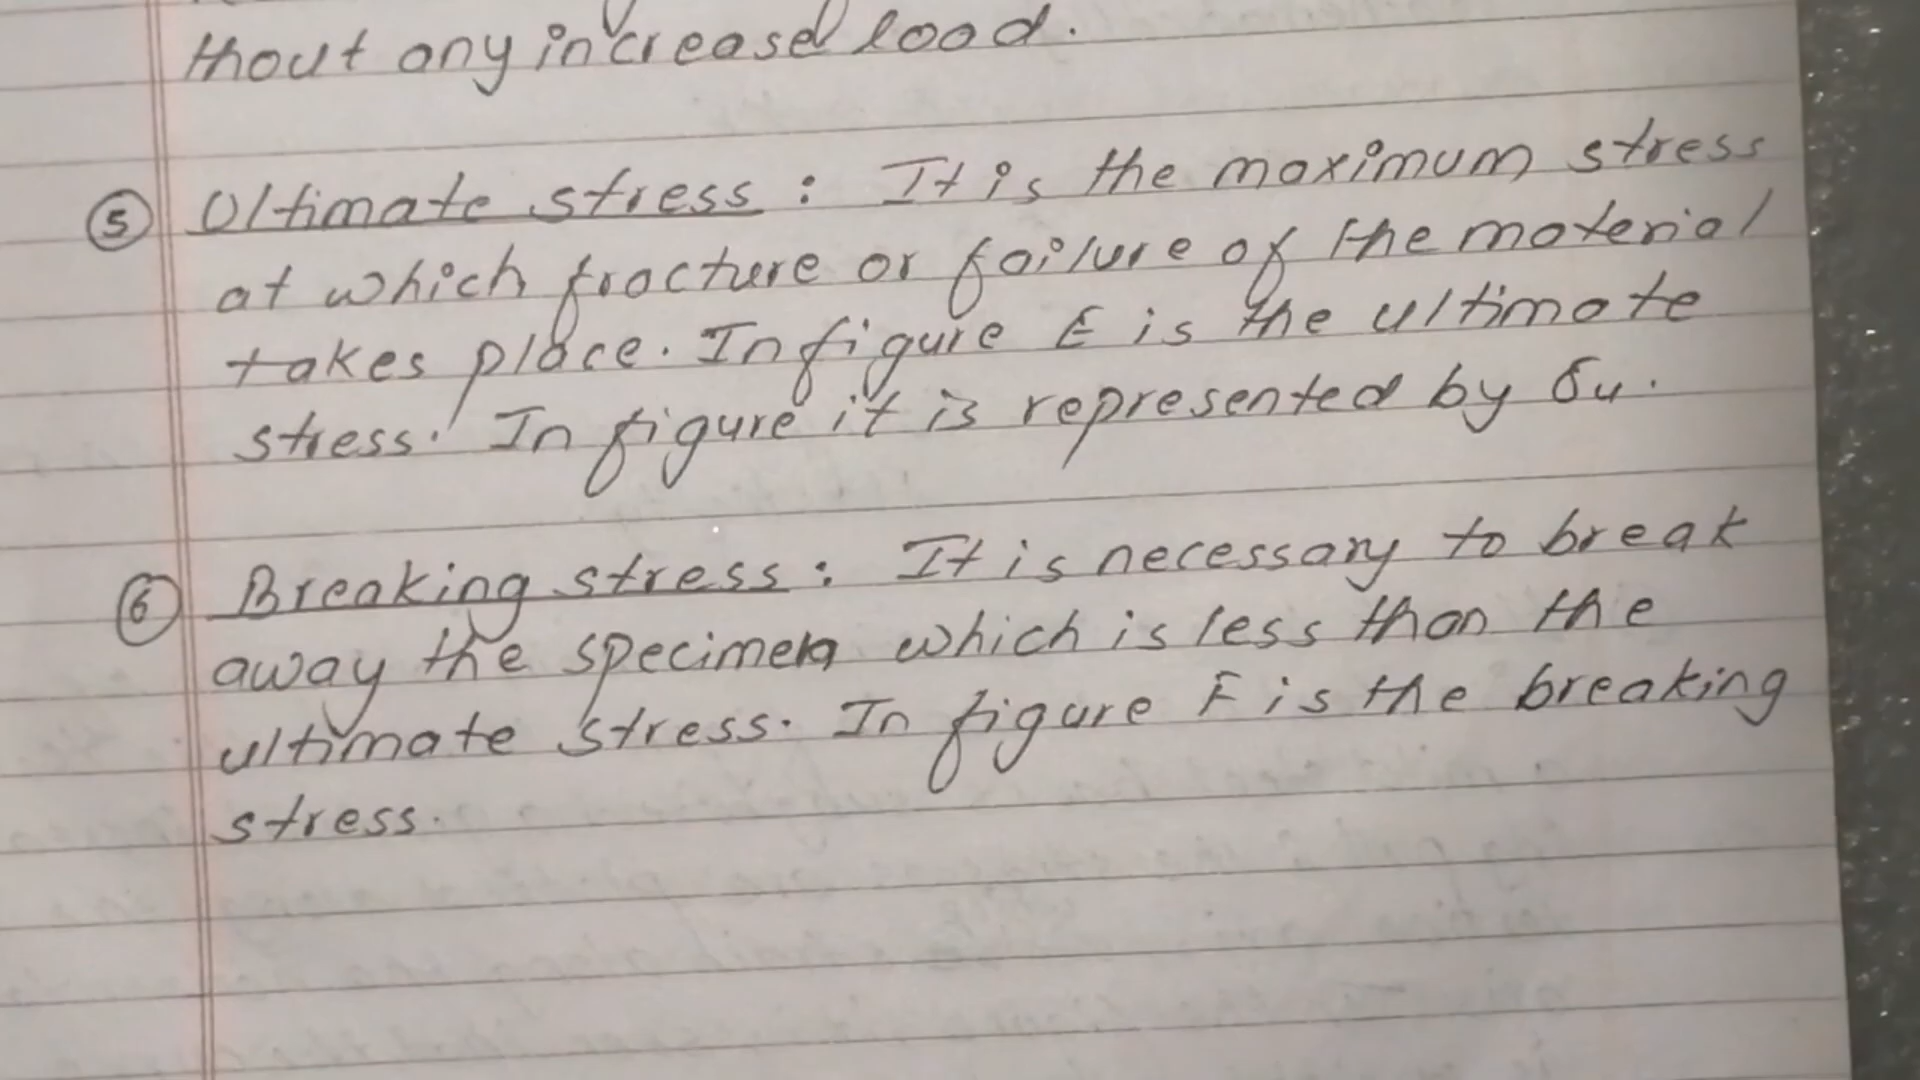 thout any increased load.
⑤ Ultimate stress : It is the maximum stress
at which fracture or failure of the material
takes place. In figure E is the ultimate
stress. In figure it is represented by σu.
⑥ Breaking stress : It is necessary to break
away the specimen which is less than the
ultimate stress. In figure F is the breaking
stress.